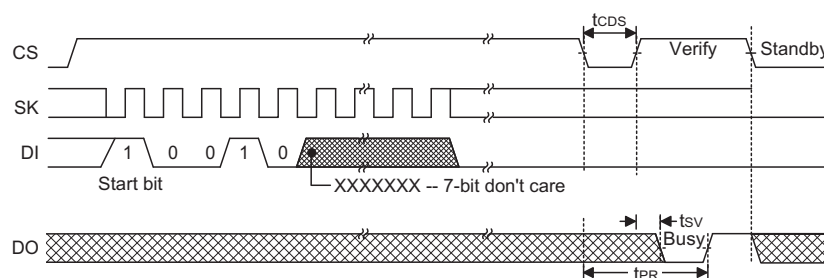 tCDS
CS Verify Standby
SK
DI 1 0 0 1 0
Start bit XXXXXXX -- 7-bit don't care
tSV
DO Busy
tPR